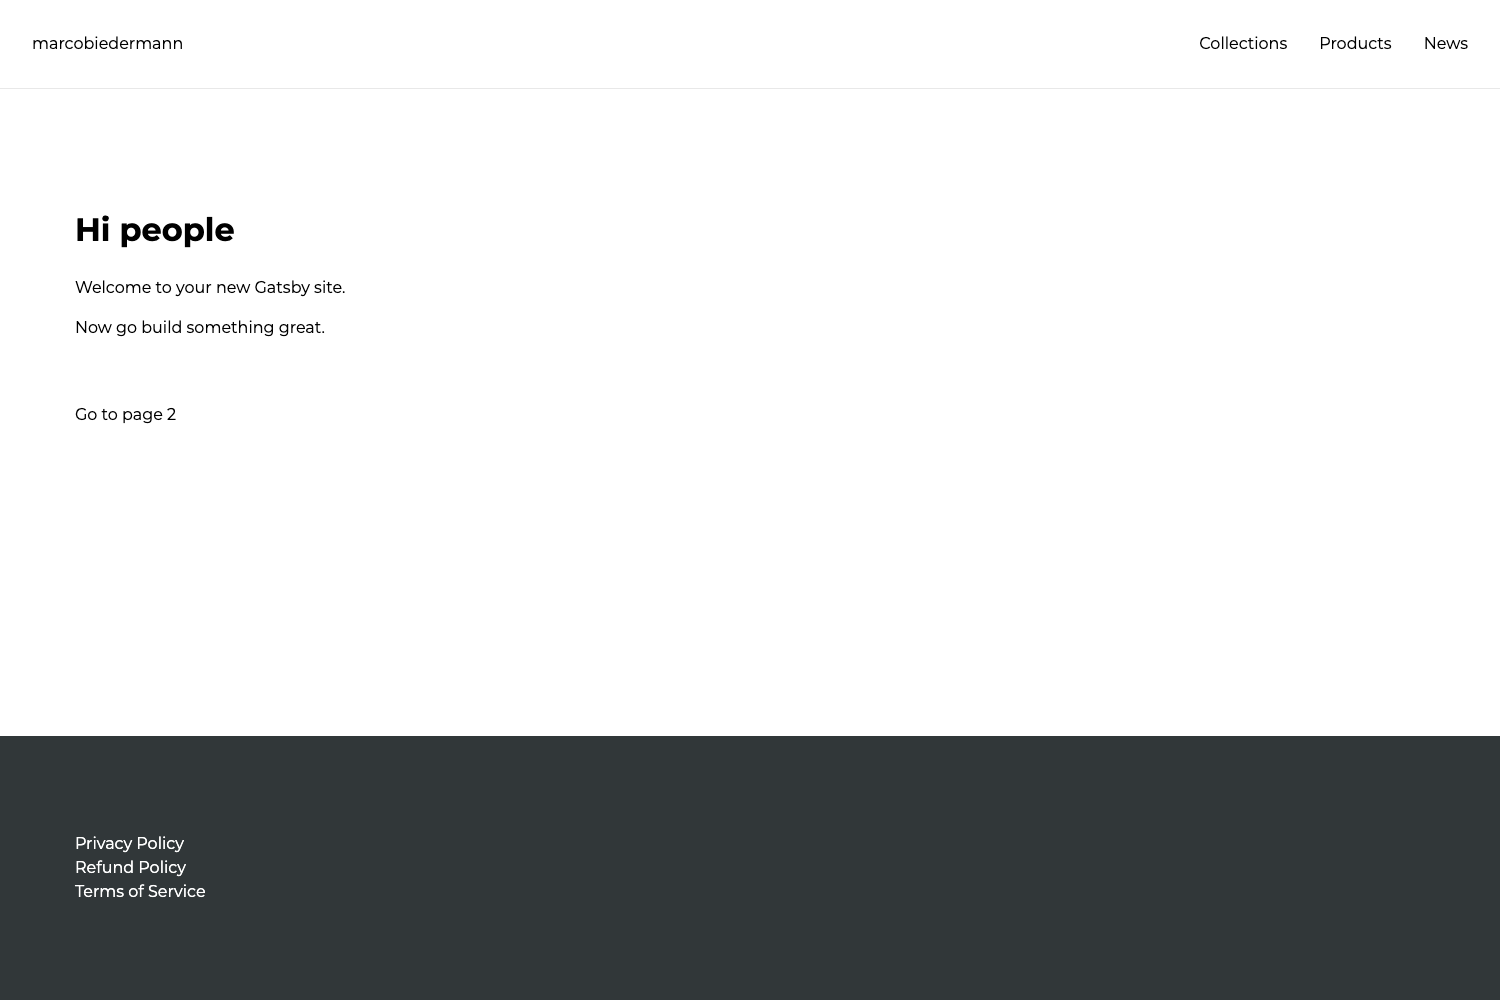 marcobiedermann
Collections
Products
News
Hi people
Welcome to your new Gatsby site.
Now go build something great.
Go to page 2
Privacy Policy
Refund Policy
Terms of Service